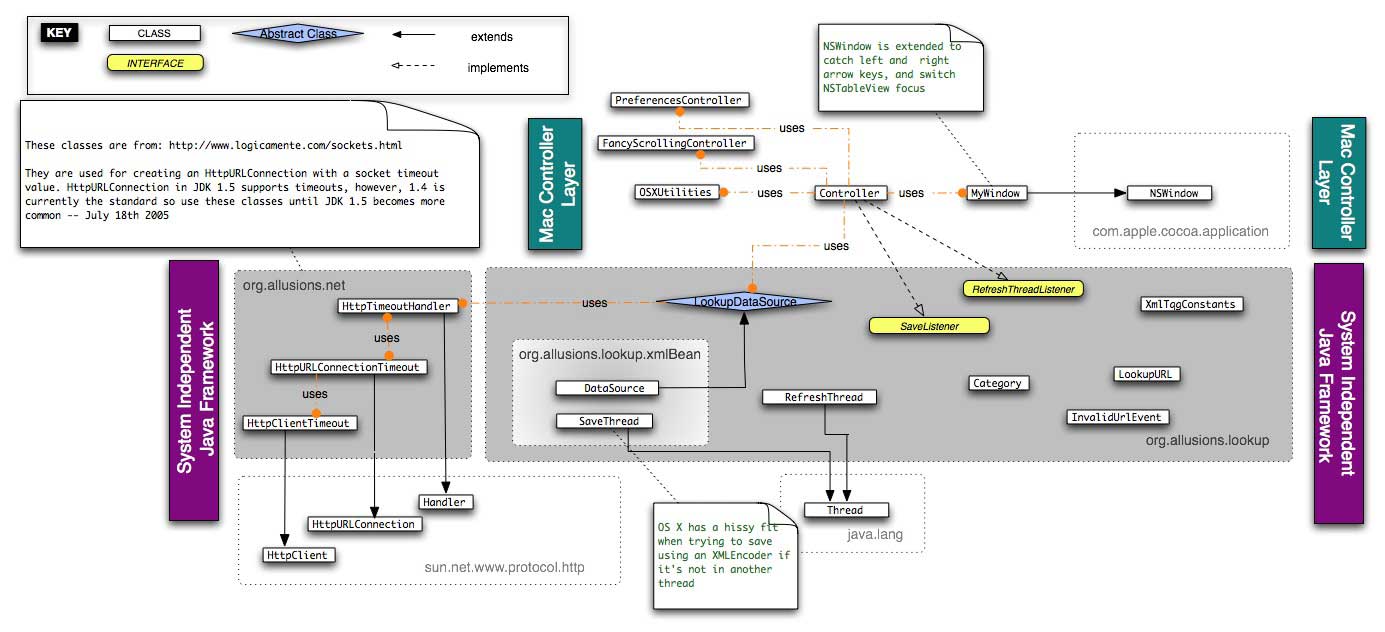 KEY
CLASS
Abstract Class
extends
INTERFACE
implements
NSWindow is extended to
catch left and right
arrow keys, and switch
NSTableView focus
These classes are from: http://www.logicamente.com/sockets.html
They are used for creating an HttpURLConnection with a socket timeout
value. HttpURLConnection in JDK 1.5 supports timeouts, however, 1.4 is
currently the standard so use these classes until JDK 1.5 becomes more
common -- July 18th 2005
Mac Controller
Layer
PreferencesController
uses
FancyScrollingController
uses
OSXUtilities
uses
Controller
uses
MyWindow
NSWindow
com.apple.cocoa.application
Mac Controller
Layer
uses
System Independent
Java Framework
org.allusions.net
HttpTimeoutHandler
uses
LookupDataSource
RefreshThreadListener
SaveListener
XmlTagConstants
uses
HttpURLConnectionTimeout
uses
HttpClientTimeout
org.allusions.lookup.xmlBean
DataSource
SaveThread
RefreshThread
Category
LookupURL
InvalidUrlEvent
org.allusions.lookup
System Independent
Java Framework
Handler
HttpURLConnection
HttpClient
sun.net.www.protocol.http
OS X has a hissy fit
when trying to save
using an XMLEncoder if
it's not in another
thread
Thread
java.lang